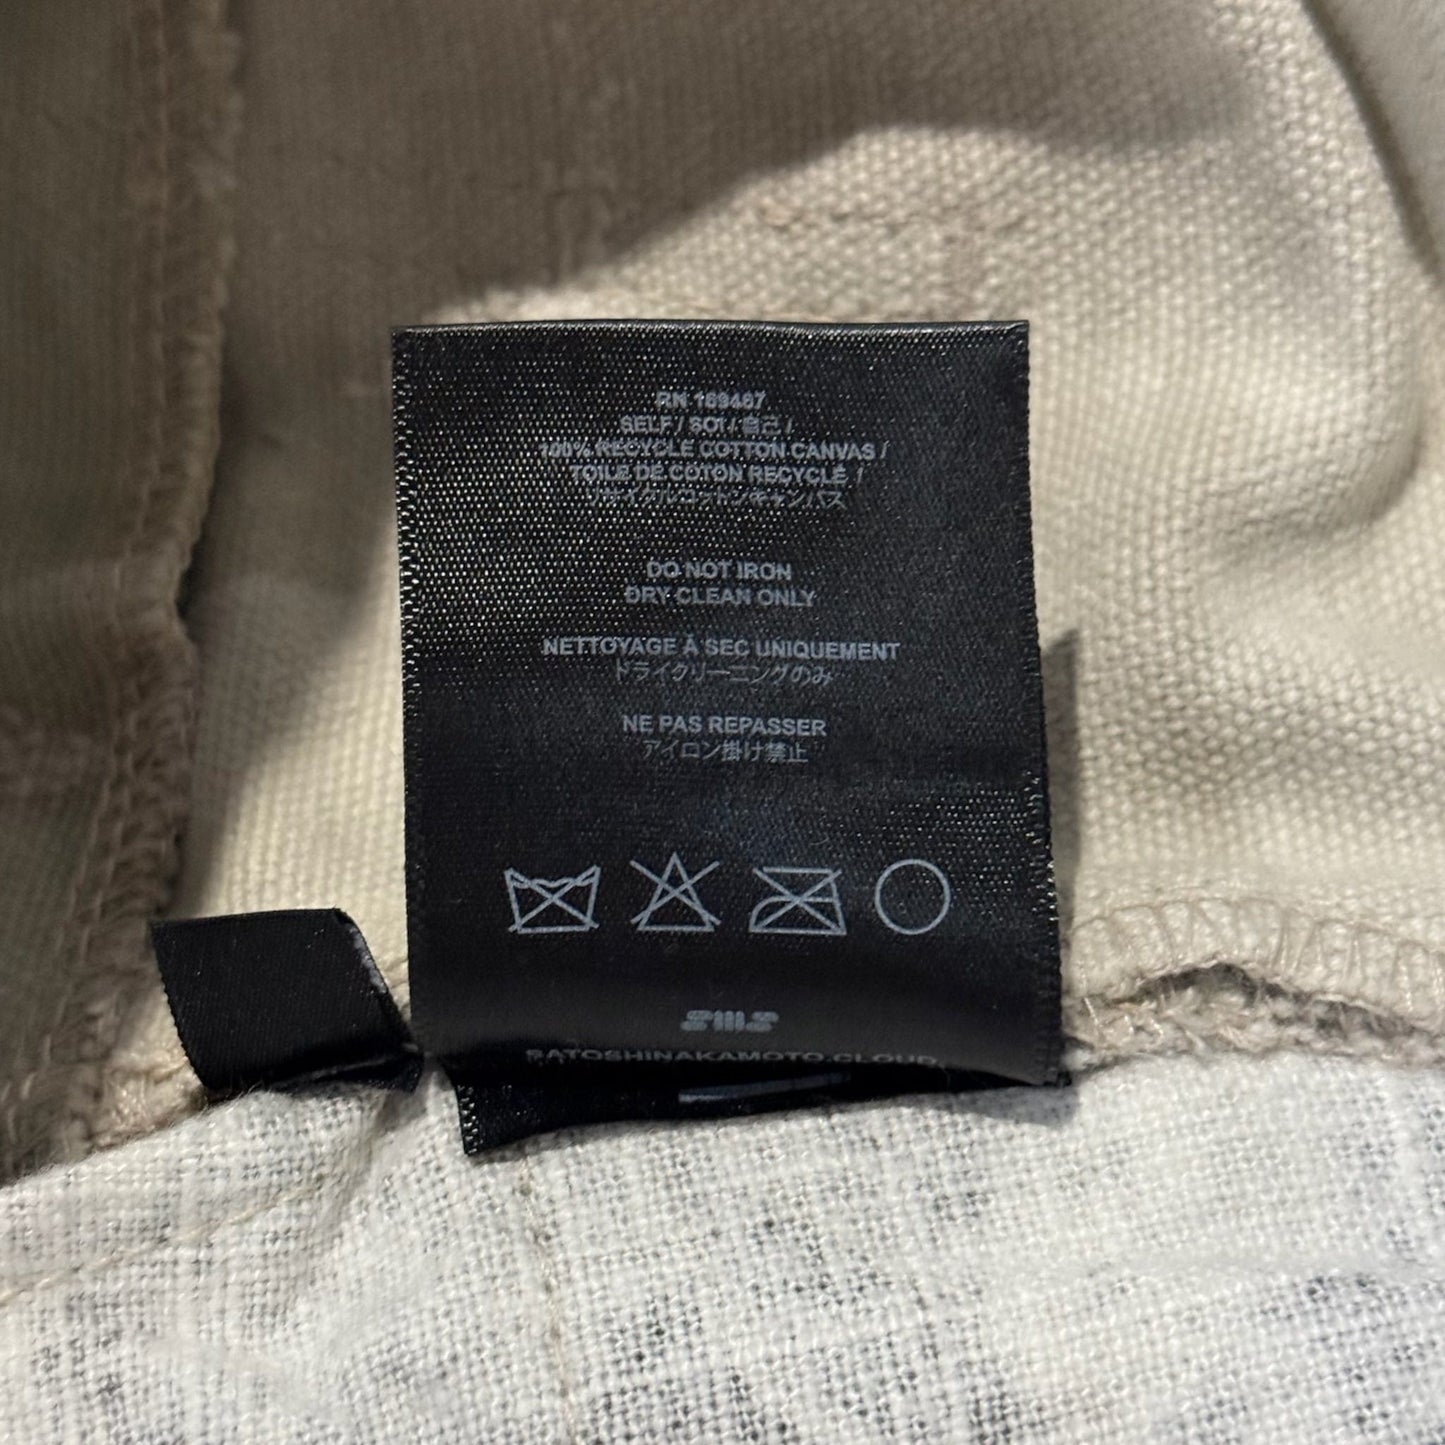 RN 169467
SELF / SOI / 自己 /
100% RECYCLE COTTON CANVAS /
TOILE DE COTON RECYCLÉ /
リサイクルコットンキャンバス
DO NOT IRON
DRY CLEAN ONLY
NETTOYAGE À SEC UNIQUEMENT
ドライクリーニングのみ
NE PAS REPASSER
アイロン掛け禁止
SMS
SATOSHINAKAMOTO.CLOUD.